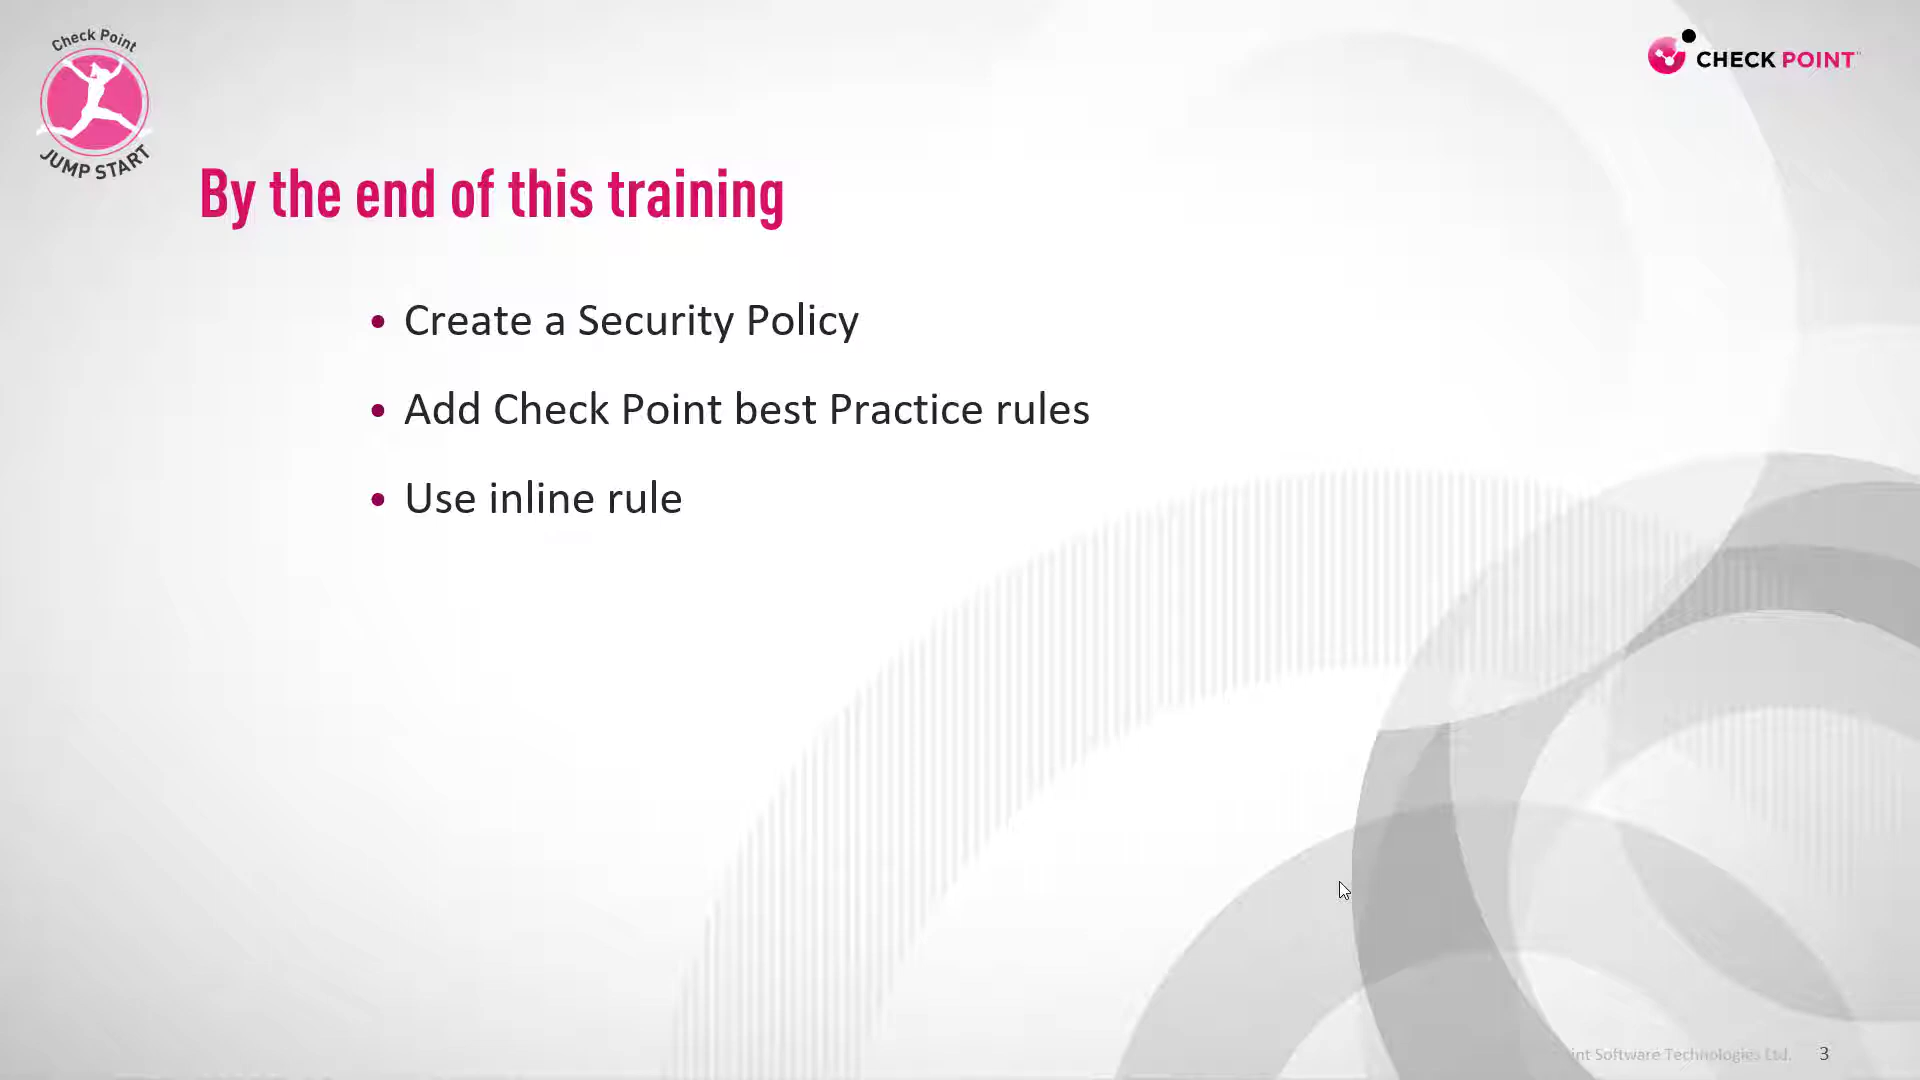 Check Point
JUMP START
CHECK POINT
By the end of this training
• Create a Security Policy
• Add Check Point best Practice rules
• Use inline rule
Software Technologies Ltd. 3